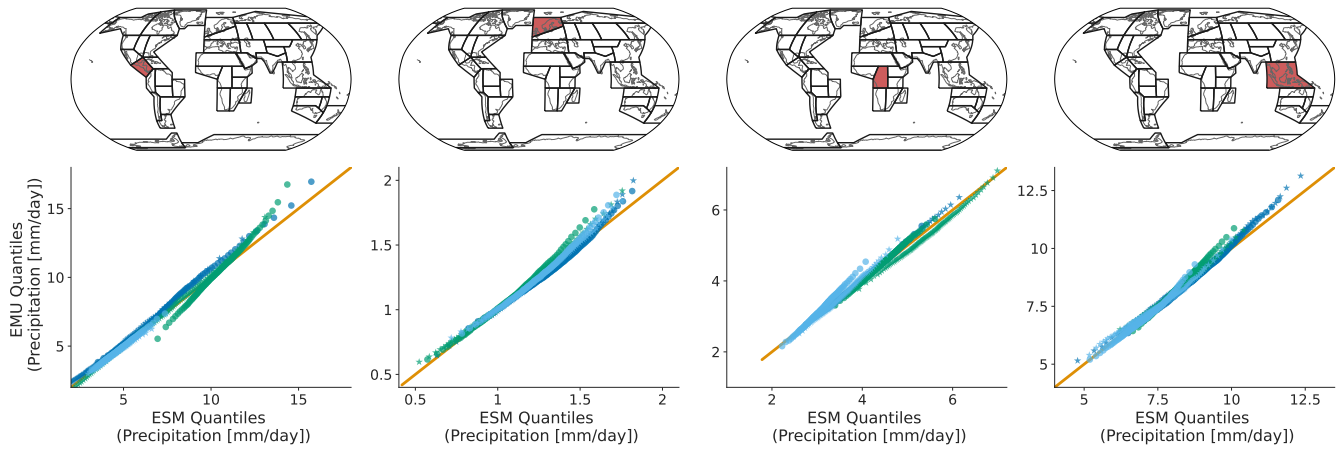 EMU Quantiles
(Precipitation [mm/day])
15
10
5
5 10 15
ESM Quantiles
(Precipitation [mm/day])
2
1.5
1
0.5
0.5 1 1.5 2
ESM Quantiles
(Precipitation [mm/day])
6
4
2
2 4 6
ESM Quantiles
(Precipitation [mm/day])
12.5
10
7.5
5
5 7.5 10 12.5
ESM Quantiles
(Precipitation [mm/day])